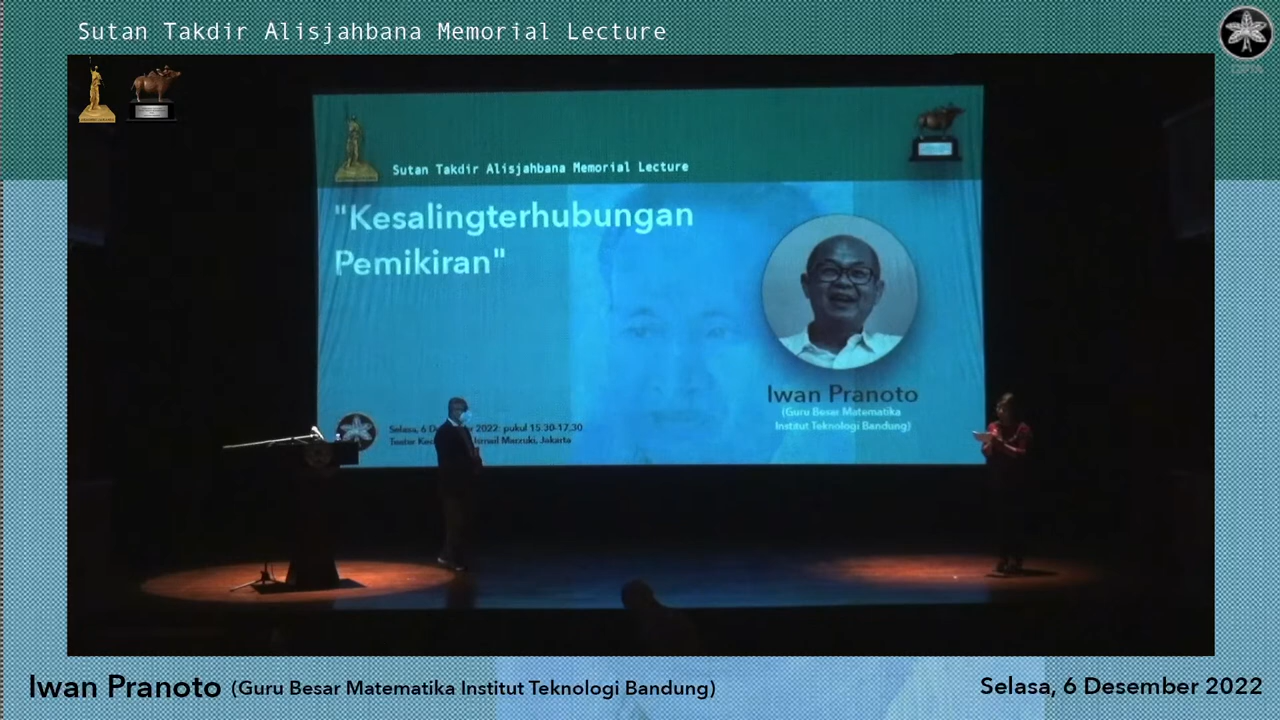 Sutan Takdir Alisjahbana Memorial Lecture
Sutan Takdir Alisjahbana Memorial Lecture
"Kesalingterhubungan
Pemikiran"
Iwan Pranoto
(Guru Besar Matematika
Institut Teknologi Bandung)
Selasa, 6 2022: pukul 15.30-17.30
Teater Marzuki, Jakarta
Iwan Pranoto (Guru Besar Matematika Institut Teknologi Bandung)
Selasa, 6 Desember 2022